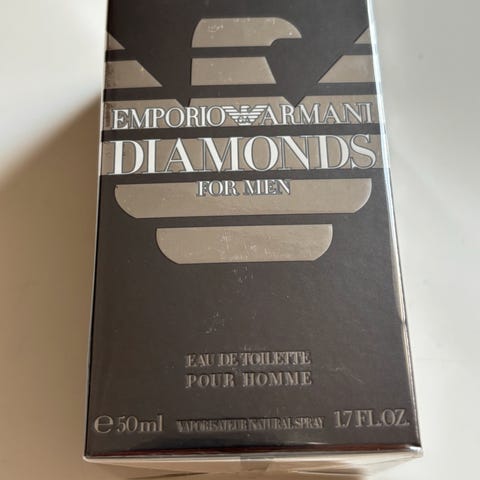 EMPORIO ARMANI
DIAMONDS
FOR MEN
EAU DE TOILETTE
POUR HOMME
℮ 50ml VAPORISATEUR NATURAL SPRAY 1.7 FL.OZ.